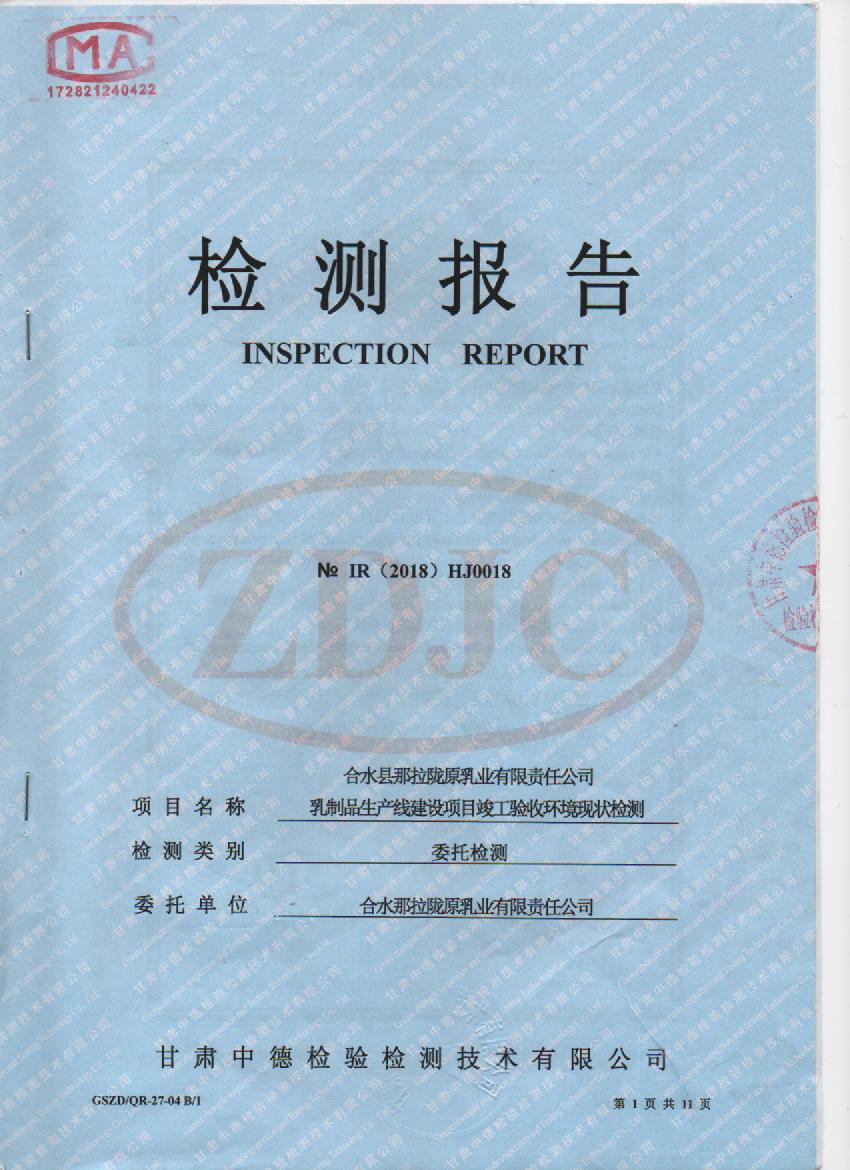 MA
172821240422
检测报告
INSPECTION REPORT
ZDJC
№ IR（2018）HJ0018
合水县那拉陇原乳业有限责任公司
项目名称 乳制品生产线建设项目竣工验收环境现状检测
检测类别 委托检测
委托单位 合水那拉陇原乳业有限责任公司
甘肃中德检验检测技术有限公司
GSZD/QR-27-04 B/1
第 1 页 共 11 页